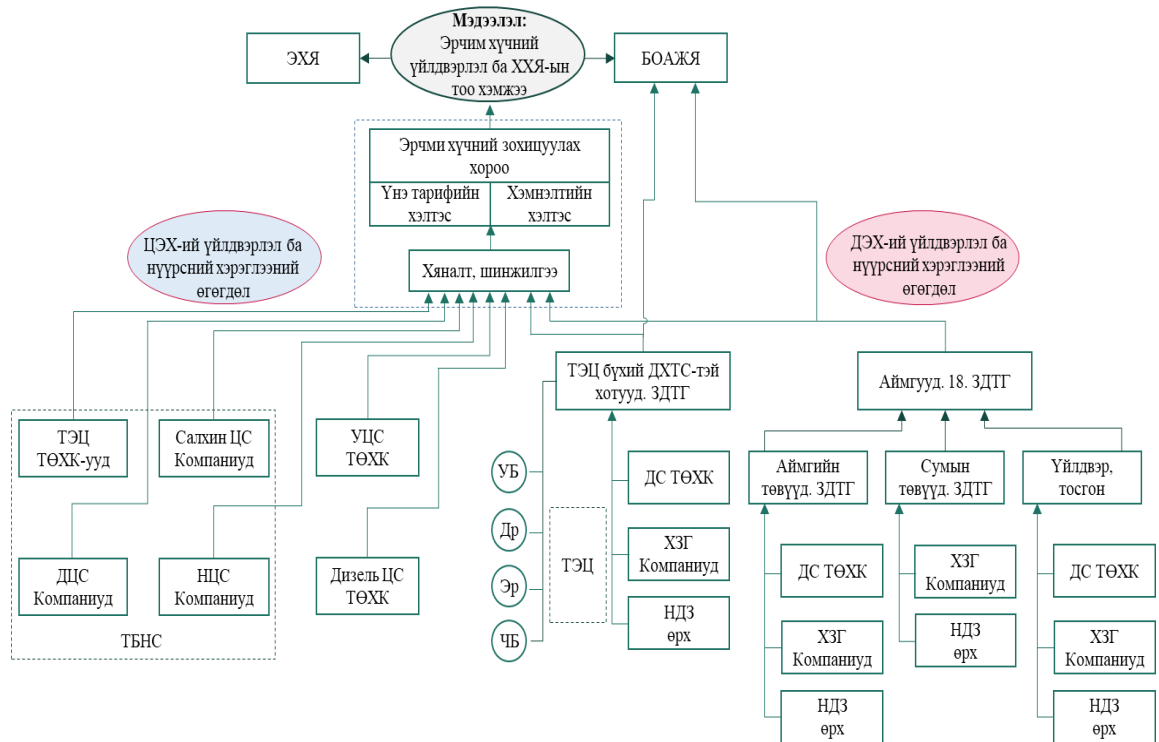 Мэдээлэл:
Эрчим хүчний
үйлдвэрлэл ба ХХЯ-ын
тоо хэмжээ
ЭХЯ
БОАЖЯ
Эрчми хүчний зохицуулах
хороо
Үнэ тарифийн
хэлтэс
Хэмнэлтийн
хэлтэс
ЦЭХ-ий үйлдвэрлэл ба
нүүрсний хэрэглээний
өгөгдөл
Хяналт, шинжилгээ
ДЭХ-ий үйлдвэрлэл ба
нүүрсний хэрэглээний
өгөгдөл
ТЭЦ бүхий ДХТС-тэй
хотууд. ЗДТГ
Аймгууд. 18. ЗДТГ
ТЭЦ
ТӨХК-ууд
Салхин ЦС
Компаниуд
УЦС
ТӨХК
ДЦС
Компаниуд
НЦС
Компаниуд
Дизель ЦС
ТӨХК
ТБНС
УБ
Др
Эр
ЧБ
ТЭЦ
ДС ТӨХК
ХЗГ
Компаниуд
НДЗ
өрх
Аймгийн
төвүүд. ЗДТГ
Сумын
төвүүд. ЗДТГ
Үйлдвэр,
тосгон
ДС ТӨХК
ХЗГ
Компаниуд
НДЗ
өрх
ХЗГ
Компаниуд
НДЗ
өрх
ДС ТӨХК
ХЗГ
Компаниуд
НДЗ
өрх